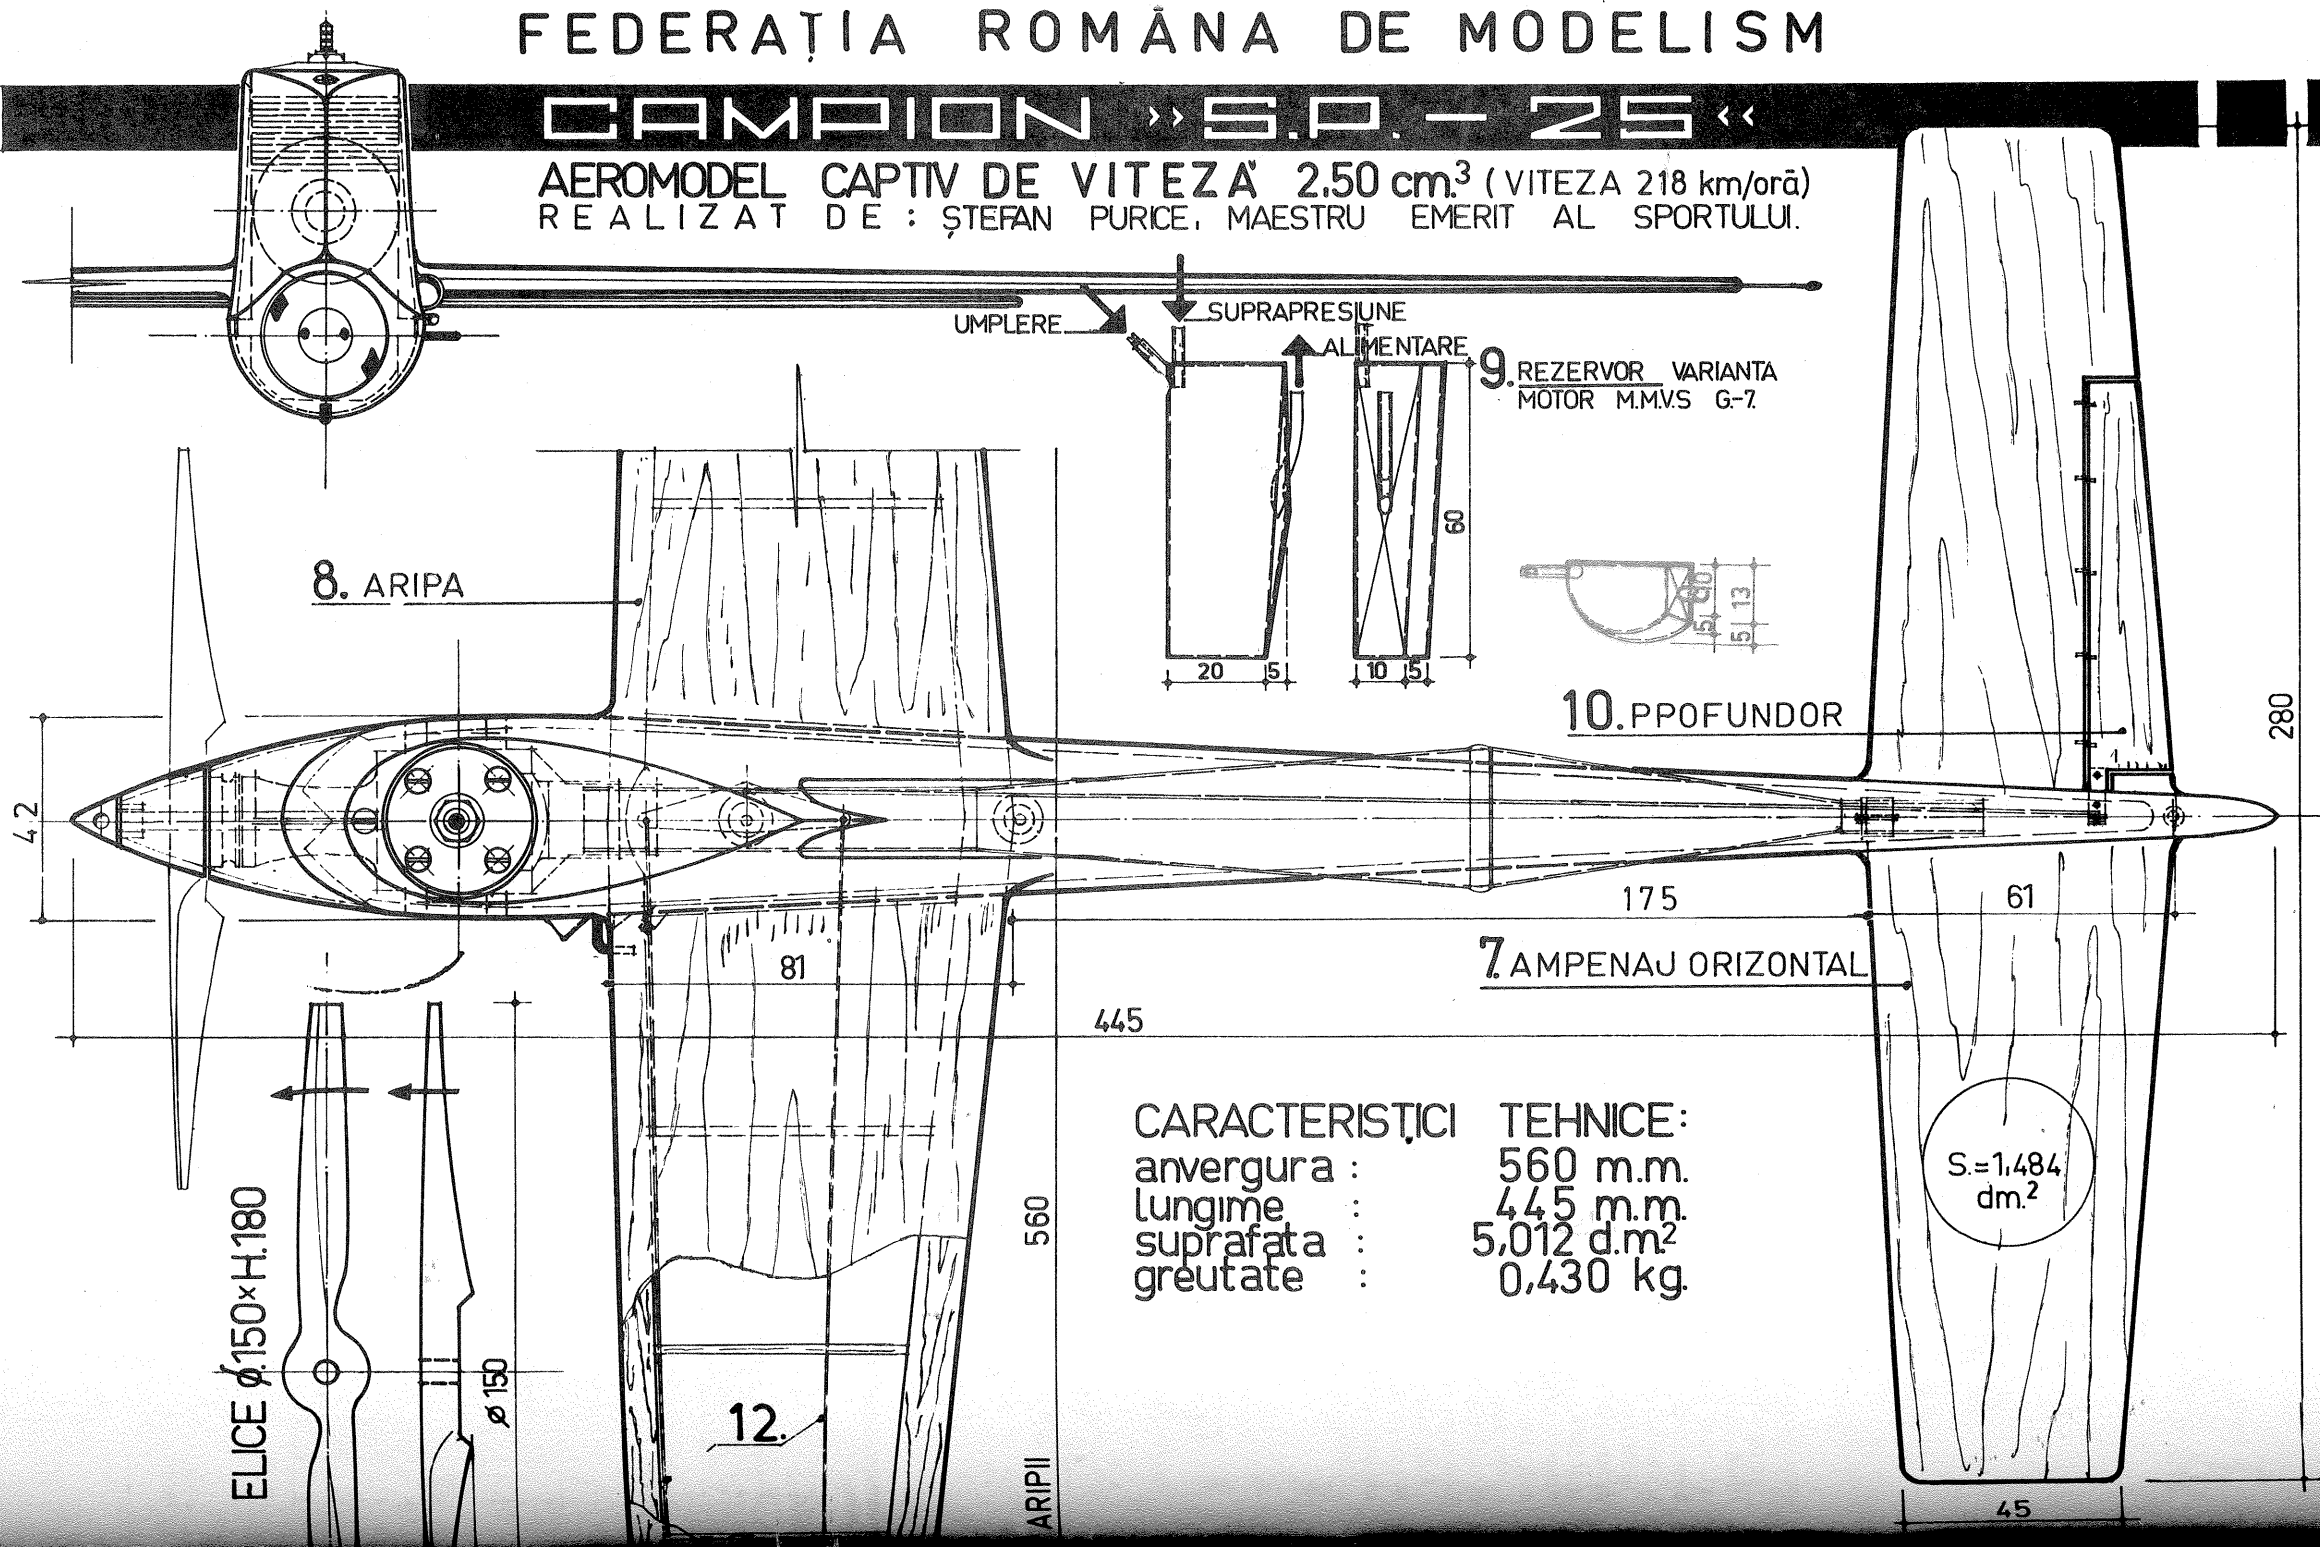 FEDERAȚIA ROMÂNA DE MODELISM
CAMPION »S.P.-25«
AEROMODEL CAPTIV DE VITEZĂ 2,50 cm.³ (VITEZA 218 km/oră)
REALIZAT DE: ȘTEFAN PURICE, MAESTRU EMERIT AL SPORTULUI.
UMPLERE
SUPRAPRESIUNE
ALIMENTARE
9. REZERVOR VARIANTA
MOTOR M.M.V.S G.-7.
60
20 5
10 5
13
5
5
8. ARIPA
10. PPOFUNDOR
280
42
175
61
81
7. AMPENAJ ORIZONTAL
445
CARACTERISTICI TEHNICE:
anvergura : 560 m.m.
lungime : 445 m.m.
suprafata : 5,012 d.m.²
greutate : 0,430 kg.
S.=1,484
dm.²
ELICE ø.150×H.180
ø 150
12.
560
ARIPII
45